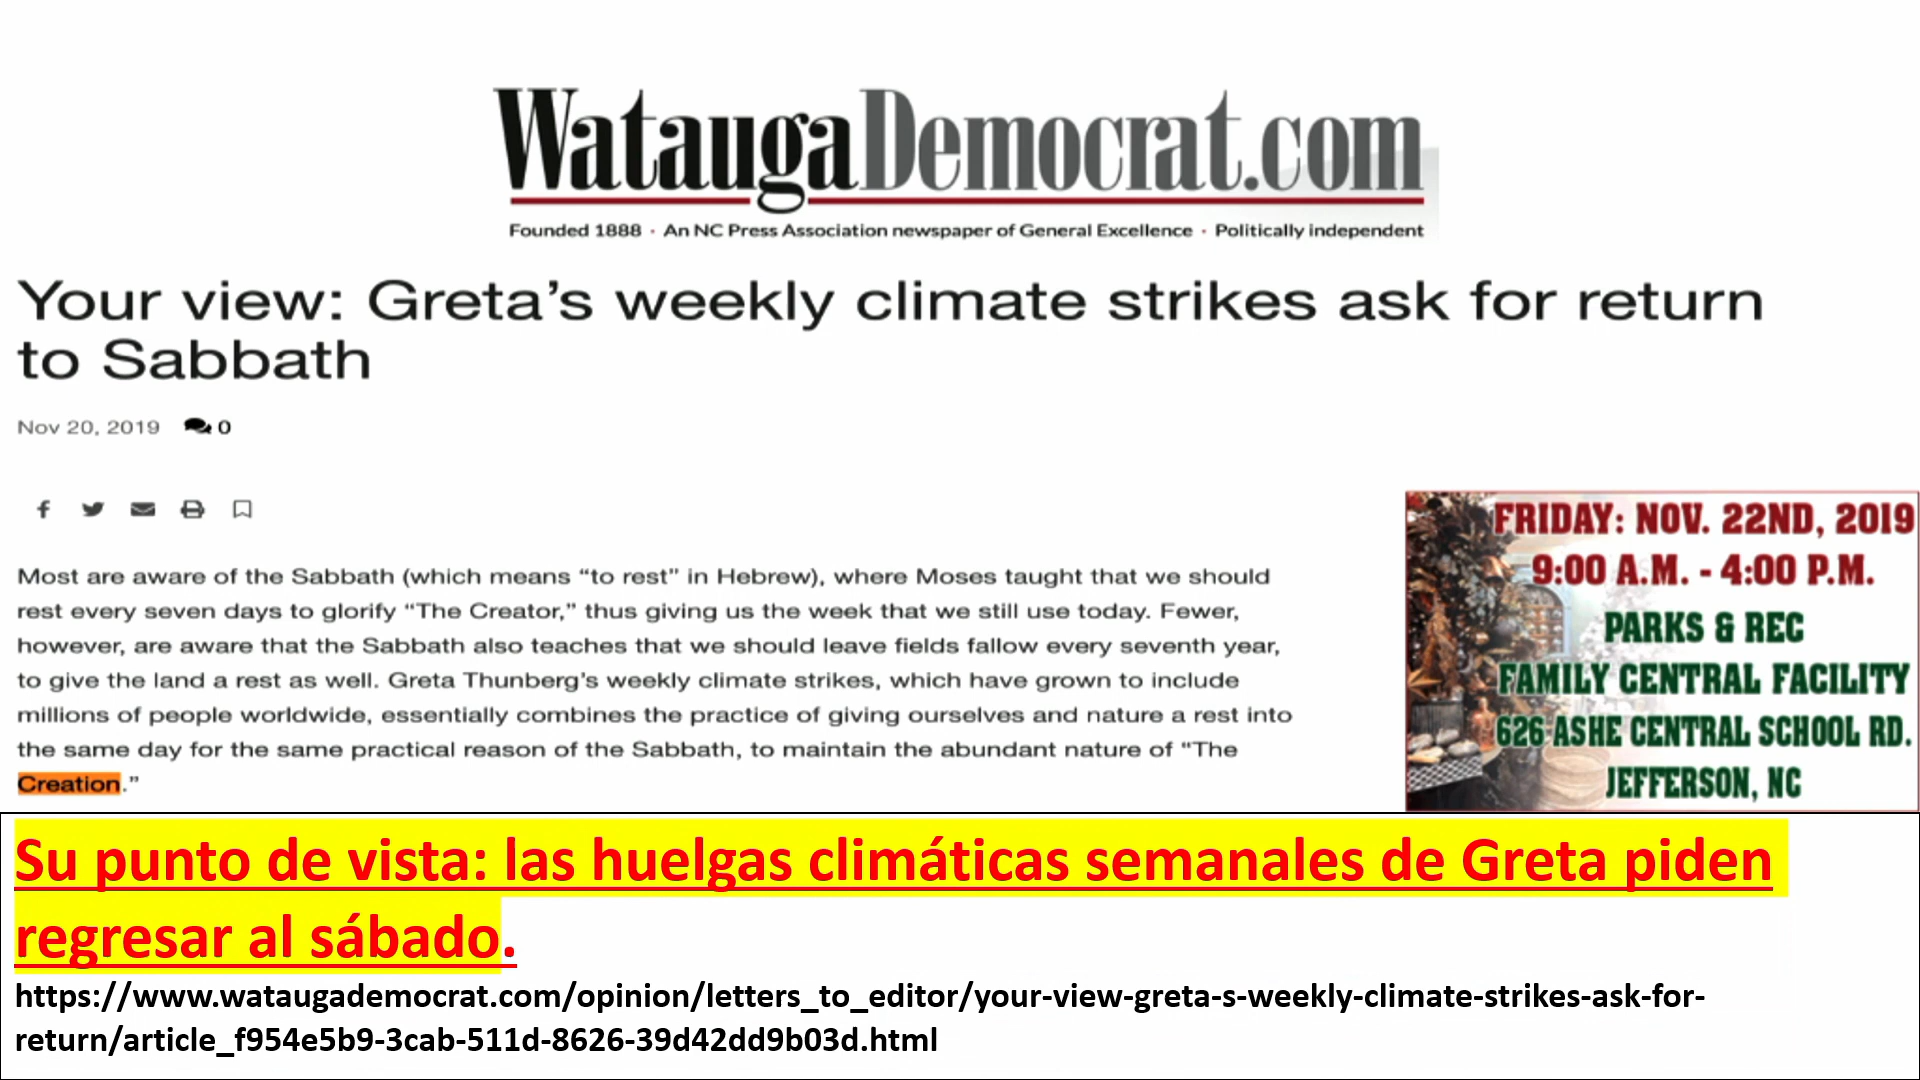 WataugaDemocrat.com
Founded 1888 · An NC Press Association newspaper of General Excellence · Politically independent
Your view: Greta’s weekly climate strikes ask for return
to Sabbath
Nov 20, 2019 0
Most are aware of the Sabbath (which means “to rest” in Hebrew), where Moses taught that we should
rest every seven days to glorify “The Creator,” thus giving us the week that we still use today. Fewer,
however, are aware that the Sabbath also teaches that we should leave fields fallow every seventh year,
to give the land a rest as well. Greta Thunberg’s weekly climate strikes, which have grown to include
millions of people worldwide, essentially combines the practice of giving ourselves and nature a rest into
the same day for the same practical reason of the Sabbath, to maintain the abundant nature of “The
Creation.”
FRIDAY: NOV. 22ND, 2019
9:00 A.M. - 4:00 P.M.
PARKS & REC
FAMILY CENTRAL FACILITY
626 ASHE CENTRAL SCHOOL RD.
JEFFERSON, NC
Su punto de vista: las huelgas climáticas semanales de Greta piden
regresar al sábado.
https://www.wataugademocrat.com/opinion/letters_to_editor/your-view-greta-s-weekly-climate-strikes-ask-for-
return/article_f954e5b9-3cab-511d-8626-39d42dd9b03d.html